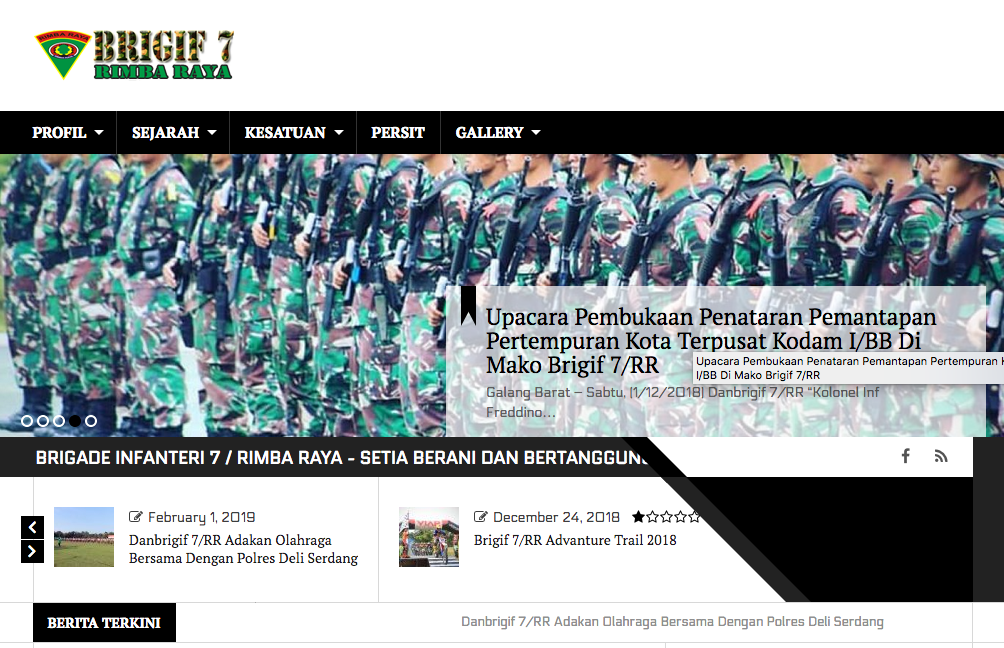 RIMBA RAYA
BRIGIF 7
RIMBA RAYA
PROFIL
SEJARAH
KESATUAN
PERSIT
GALLERY
Upacara Pembukaan Penataran Pemantapan
Pertempuran Kota Terpusat Kodam I/BB Di
Mako Brigif 7/RR
Upacara Pembukaan Penataran Pemantapan Pertempuran
I/BB Di Mako Brigif 7/RR
Galang Barat – Sabtu, |1/12/2018| Danbrigif 7/RR “Kolonel Inf
Freddino...
BRIGADE INFANTERI 7 / RIMBA RAYA - SETIA BERANI DAN
February 1, 2019
Danbrigif 7/RR Adakan Olahraga
Bersama Dengan Polres Deli Serdang
December 24, 2018
Brigif 7/RR Advanture Trail 2018
BERITA TERKINI
Danbrigif 7/RR Adakan Olahraga Bersama Dengan Polres Deli Serdang